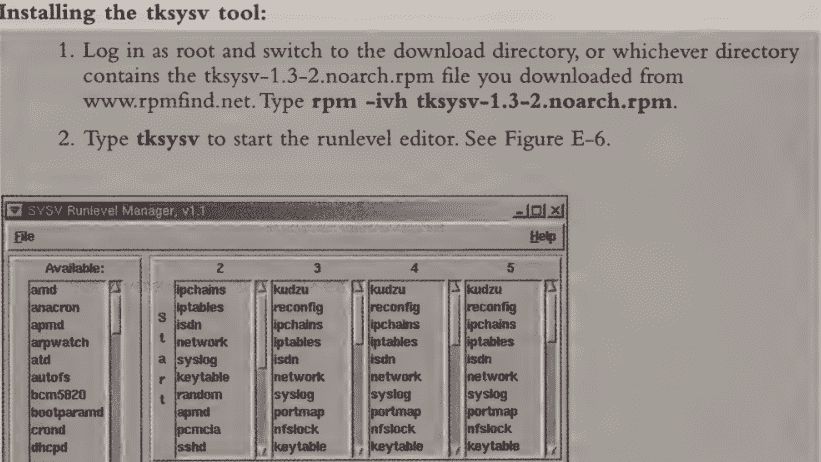 Installing the tksysv tool:
1. Log in as root and switch to the download directory, or whichever directory
contains the tksysv-1.3-2.noarch.rpm file you downloaded from
www.rpmfind.net. Type rpm -ivh tksysv-1.3-2.noarch.rpm.
2. Type tksysv to start the runlevel editor. See Figure E-6.
SYSV Runlevel Manager, v1.1
File Help
Available: 2 3 4 5
amd ipchains kudzu kudzu kudzu
anacron iptables reconfig reconfig reconfig
apmd S isdn ipchains ipchains ipchains
arpwatch t network iptables iptables iptables
atd a syslog isdn isdn isdn
autofs r keytable network network network
bcm5820 t random syslog syslog syslog
bootparamd apmd portmap portmap portmap
crond pcmcia nfslock nfslock nfslock
dhcpd sshd keytable keytable keytable